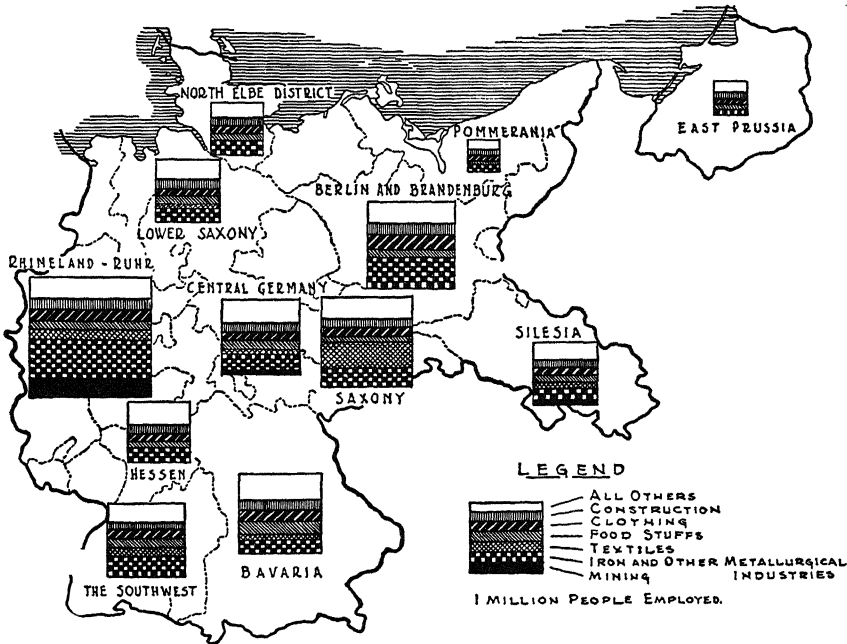 NORTH ELBE DISTRICT
EAST PRUSSIA
POMMERANIA
BERLIN AND BRANDENBURG
LOWER SAXONY
RHINELAND - RUHR
CENTRAL GERMANY
SILESIA
SAXONY
HESSEN
BAVARIA
THE SOUTHWEST
LEGEND
ALL OTHERS
CONSTRUCTION
CLOTHING
FOOD STUFFS
TEXTILES
IRON AND OTHER METALLURGICAL
MINING INDUSTRIES
1 MILLION PEOPLE EMPLOYED.